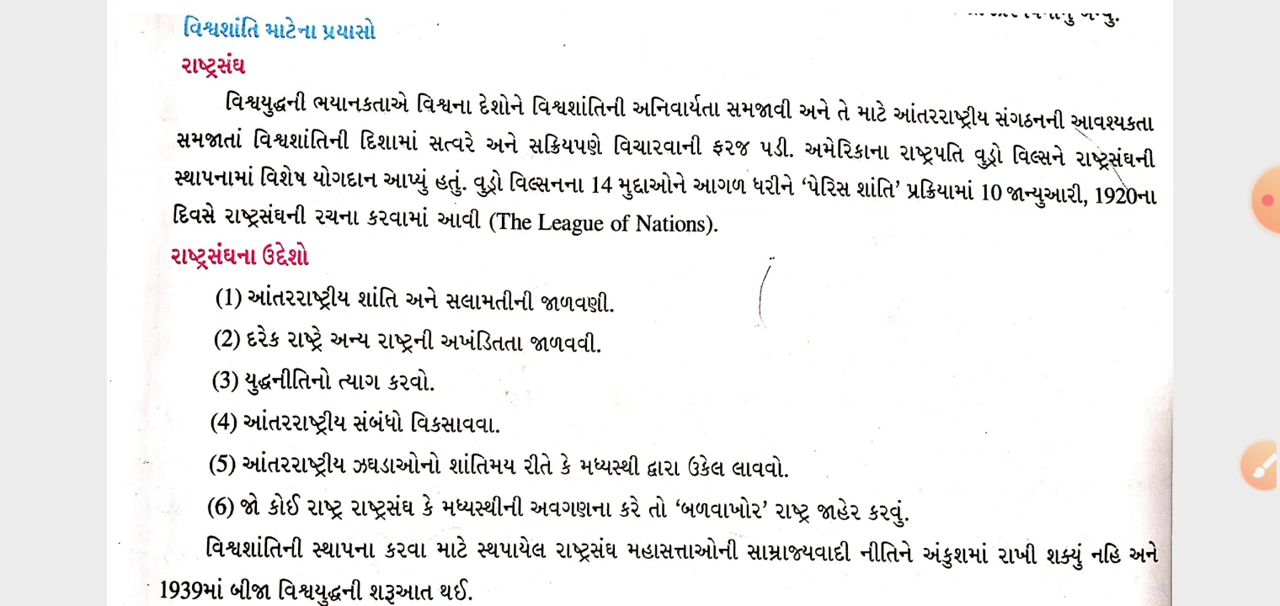 વિશ્વશાંતિ માટેના પ્રયાસો
રાષ્ટ્રસંઘ
વિશ્વયુદ્ધની ભયાનકતાએ વિશ્વના દેશોને વિશ્વશાંતિની અનિવાર્યતા સમજાવી અને તે માટે આંતરરાષ્ટ્રીય સંગઠનની આવશ્યકતા
સમજાતાં વિશ્વશાંતિની દિશામાં સત્વરે અને સક્રિયપણે વિચારવાની ફરજ પડી. અમેરિકાના રાષ્ટ્રપતિ વુડ્રો વિલ્સને રાષ્ટ્રસંઘની
સ્થાપનામાં વિશેષ યોગદાન આપ્યું હતું. વુડ્રો વિલ્સનના 14 મુદ્દાઓને આગળ ધરીને ‘પેરિસ શાંતિ’ પ્રક્રિયામાં 10 જાન્યુઆરી, 1920ના
દિવસે રાષ્ટ્રસંઘની રચના કરવામાં આવી (The League of Nations).
રાષ્ટ્રસંઘના ઉદ્દેશો
(1) આંતરરાષ્ટ્રીય શાંતિ અને સલામતીની જાળવણી.
(2) દરેક રાષ્ટ્રે અન્ય રાષ્ટ્રની અખંડિતતા જાળવવી.
(3) યુદ્ધનીતિનો ત્યાગ કરવો.
(4) આંતરરાષ્ટ્રીય સંબંધો વિકસાવવા.
(5) આંતરરાષ્ટ્રીય ઝઘડાઓનો શાંતિમય રીતે કે મધ્યસ્થી દ્વારા ઉકેલ લાવવો.
(6) જો કોઈ રાષ્ટ્ર રાષ્ટ્રસંઘ કે મધ્યસ્થીની અવગણના કરે તો ‘બળવાખોર’ રાષ્ટ્ર જાહેર કરવું.
વિશ્વશાંતિની સ્થાપના કરવા માટે સ્થપાયેલ રાષ્ટ્રસંઘ મહાસત્તાઓની સામ્રાજ્યવાદી નીતિને અંકુશમાં રાખી શક્યું નહિ અને
1939માં બીજા વિશ્વયુદ્ધની શરૂઆત થઈ.